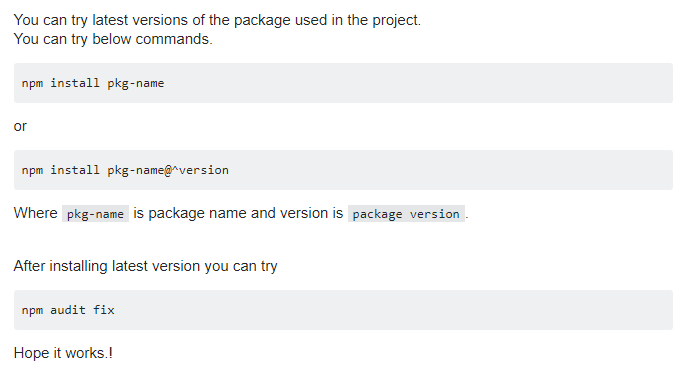 You can try latest versions of the package used in the project.
You can try below commands.
npm install pkg-name
or
npm install pkg-name@^version
Where pkg-name is package name and version is package version.
After installing latest version you can try
npm audit fix
Hope it works.!